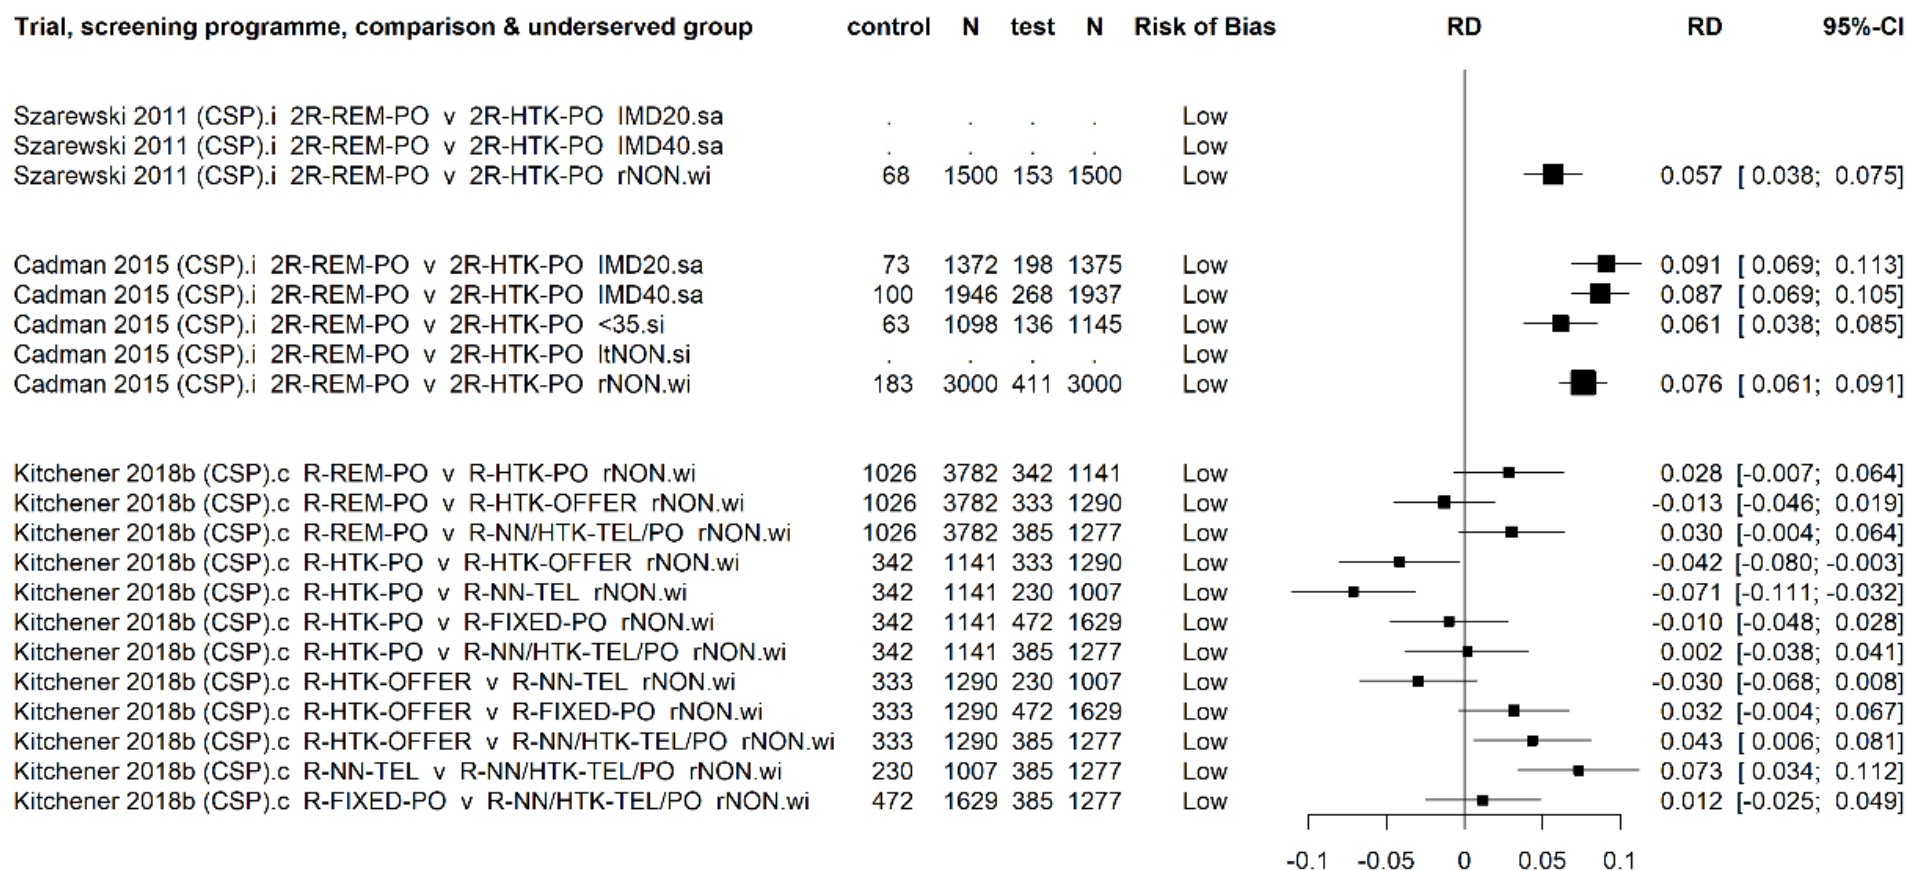 Trial, screening programme, comparison & underserved group control N test N Risk of Bias RD RD 95%-CI
Szarewski 2011 (CSP).i 2R-REM-PO v 2R-HTK-PO IMD20.sa . . . . Low
Szarewski 2011 (CSP).i 2R-REM-PO v 2R-HTK-PO IMD40.sa . . . . Low
Szarewski 2011 (CSP).i 2R-REM-PO v 2R-HTK-PO rNON.wi 68 1500 153 1500 Low 0.057 [ 0.038; 0.075]
Cadman 2015 (CSP).i 2R-REM-PO v 2R-HTK-PO IMD20.sa 73 1372 198 1375 Low 0.091 [ 0.069; 0.113]
Cadman 2015 (CSP).i 2R-REM-PO v 2R-HTK-PO IMD40.sa 100 1946 268 1937 Low 0.087 [ 0.069; 0.105]
Cadman 2015 (CSP).i 2R-REM-PO v 2R-HTK-PO <35.si 63 1098 136 1145 Low 0.061 [ 0.038; 0.085]
Cadman 2015 (CSP).i 2R-REM-PO v 2R-HTK-PO ltNON.si . . . . Low
Cadman 2015 (CSP).i 2R-REM-PO v 2R-HTK-PO rNON.wi 183 3000 411 3000 Low 0.076 [ 0.061; 0.091]
Kitchener 2018b (CSP).c R-REM-PO v R-HTK-PO rNON.wi 1026 3782 342 1141 Low 0.028 [-0.007; 0.064]
Kitchener 2018b (CSP).c R-REM-PO v R-HTK-OFFER rNON.wi 1026 3782 333 1290 Low -0.013 [-0.046; 0.019]
Kitchener 2018b (CSP).c R-REM-PO v R-NN/HTK-TEL/PO rNON.wi 1026 3782 385 1277 Low 0.030 [-0.004; 0.064]
Kitchener 2018b (CSP).c R-HTK-PO v R-HTK-OFFER rNON.wi 342 1141 333 1290 Low -0.042 [-0.080; -0.003]
Kitchener 2018b (CSP).c R-HTK-PO v R-NN-TEL rNON.wi 342 1141 230 1007 Low -0.071 [-0.111; -0.032]
Kitchener 2018b (CSP).c R-HTK-PO v R-FIXED-PO rNON.wi 342 1141 472 1629 Low -0.010 [-0.048; 0.028]
Kitchener 2018b (CSP).c R-HTK-PO v R-NN/HTK-TEL/PO rNON.wi 342 1141 385 1277 Low 0.002 [-0.038; 0.041]
Kitchener 2018b (CSP).c R-HTK-OFFER v R-NN-TEL rNON.wi 333 1290 230 1007 Low -0.030 [-0.068; 0.008]
Kitchener 2018b (CSP).c R-HTK-OFFER v R-FIXED-PO rNON.wi 333 1290 472 1629 Low 0.032 [-0.004; 0.067]
Kitchener 2018b (CSP).c R-HTK-OFFER v R-NN/HTK-TEL/PO rNON.wi 333 1290 385 1277 Low 0.043 [ 0.006; 0.081]
Kitchener 2018b (CSP).c R-NN-TEL v R-NN/HTK-TEL/PO rNON.wi 230 1007 385 1277 Low 0.073 [ 0.034; 0.112]
Kitchener 2018b (CSP).c R-FIXED-PO v R-NN/HTK-TEL/PO rNON.wi 472 1629 385 1277 Low 0.012 [-0.025; 0.049]
-0.1 -0.05 0 0.05 0.1